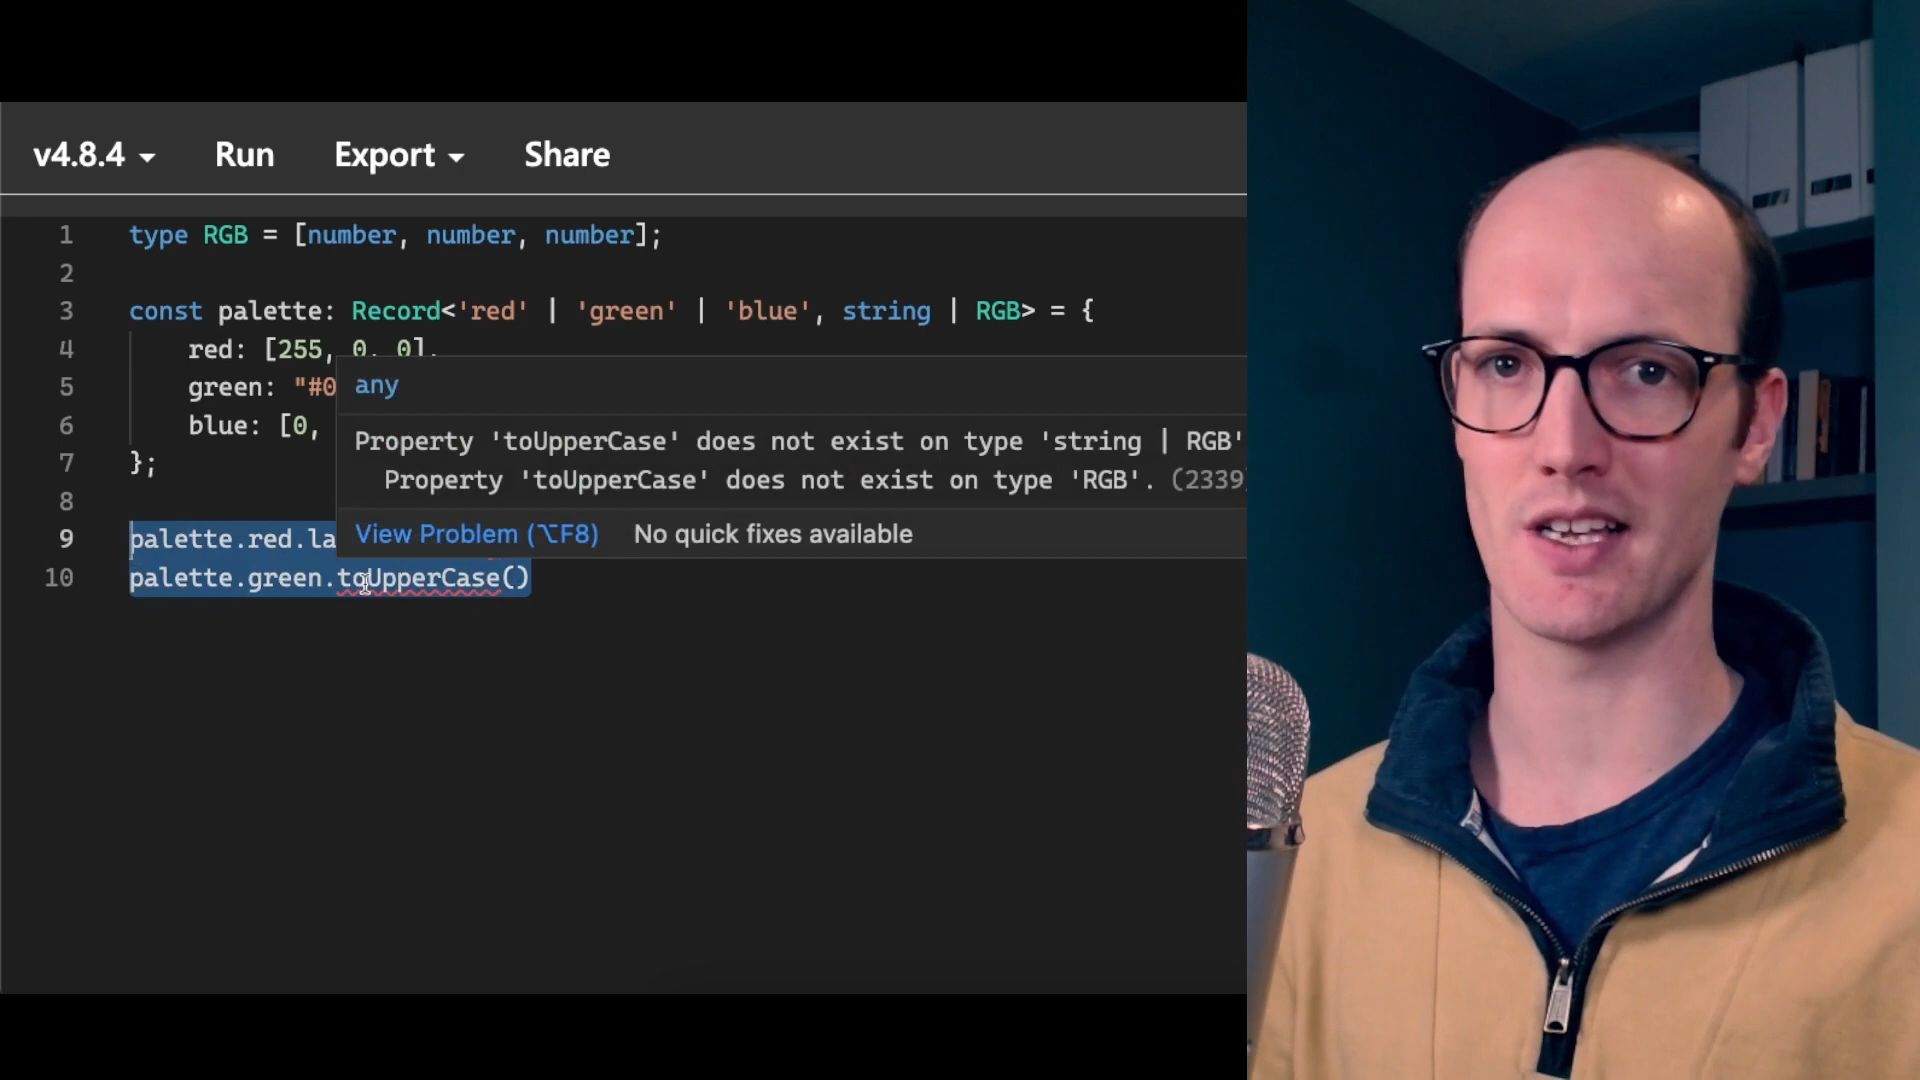 v4.8.4 Run Export Share
1 type RGB = [number, number, number];
2
3 const palette: Record<'red' | 'green' | 'blue', string | RGB> = {
4 red: [255, 0, 0],
5 green: "#0
6 blue: [0,
7 };
8
9 palette.red.la
10 palette.green.toUpperCase()
any
Property 'toUpperCase' does not exist on type 'string | RGB'
Property 'toUpperCase' does not exist on type 'RGB'. (2339)
View Problem (⌥F8) No quick fixes available